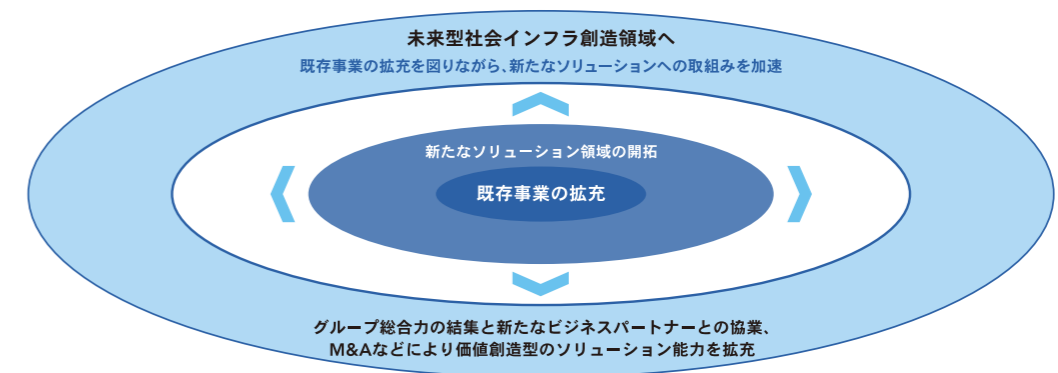 未来型社会インフラ創造領域へ
既存事業の拡充を図りながら、新たなソリューションへの取組みを加速
新たなソリューション領域の開拓
既存事業の拡充
グループ総合力の結集と新たなビジネスパートナーとの協業、
M&Aなどにより価値創造型のソリューション能力を拡充